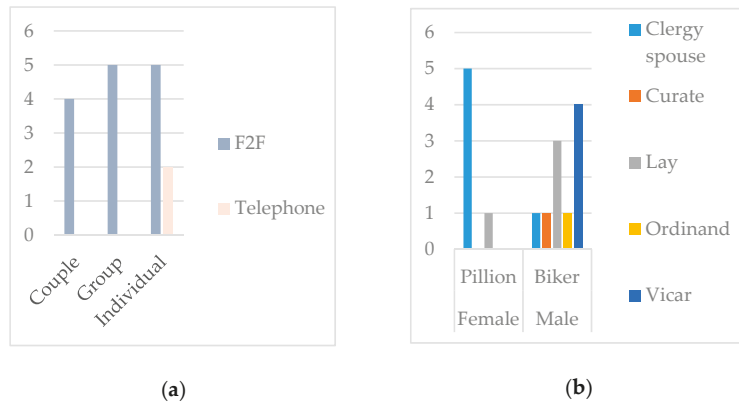 6
5
4
3
2
1
0
Couple
Group
Individual
F2F
Telephone
(a)
6
5
4
3
2
1
0
Pillion Biker
Female Male
Clergy
spouse
Curate
Lay
Ordinand
Vicar
(b)